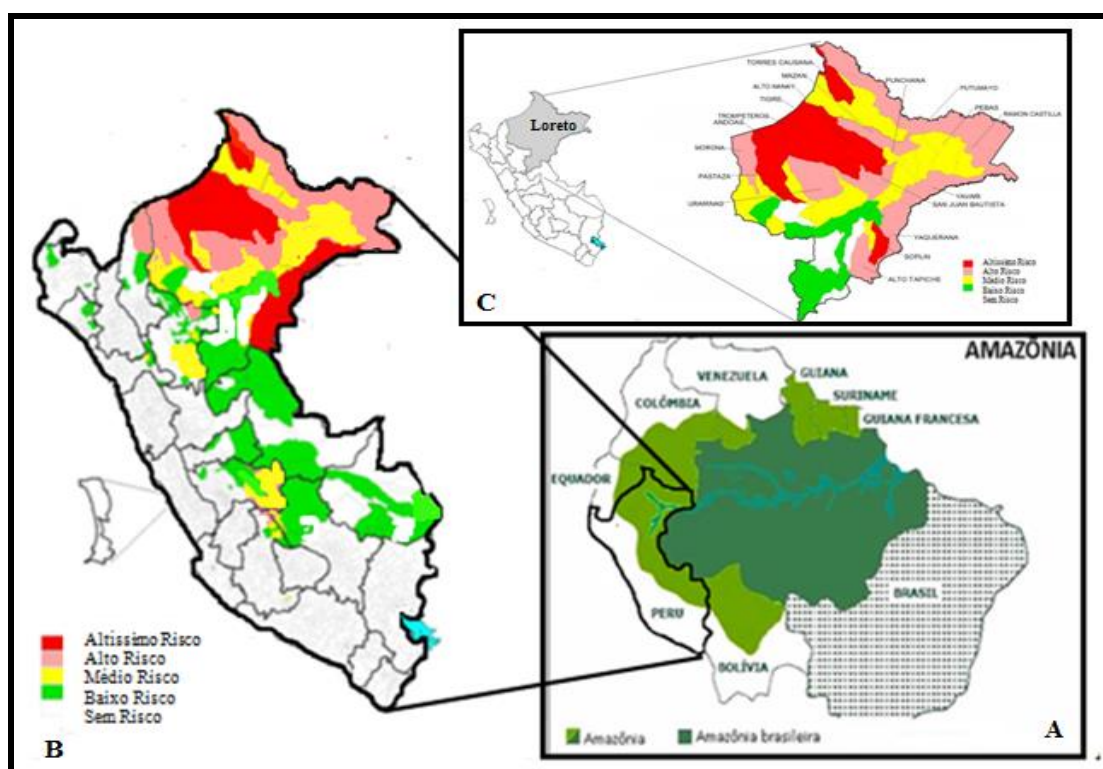 Loreto
TORRES CAUSANA
MAZAN
ALTO NANAY
TIGRE
TROMPETEROS
ANDOAS
MORONA
PASTAZA
URARINAS
PUNCHANA
PUTUMAYO
PEBAS
RAMON CASTILLA
YAVARI
SAN JUAN BAUTISTA
YAQUERANA
SOPLIN
ALTO TAPICHE
Altíssimo Risco
Alto Risco
Médio Risco
Baixo Risco
Sem Risco
C
AMAZÔNIA
VENEZUELA
GUIANA
SURINAME
GUIANA FRANCESA
COLÔMBIA
EQUADOR
PERU
BRASIL
BOLÍVIA
Amazônia
Amazônia brasileira
A
Altíssimo Risco
Alto Risco
Médio Risco
Baixo Risco
Sem Risco
B